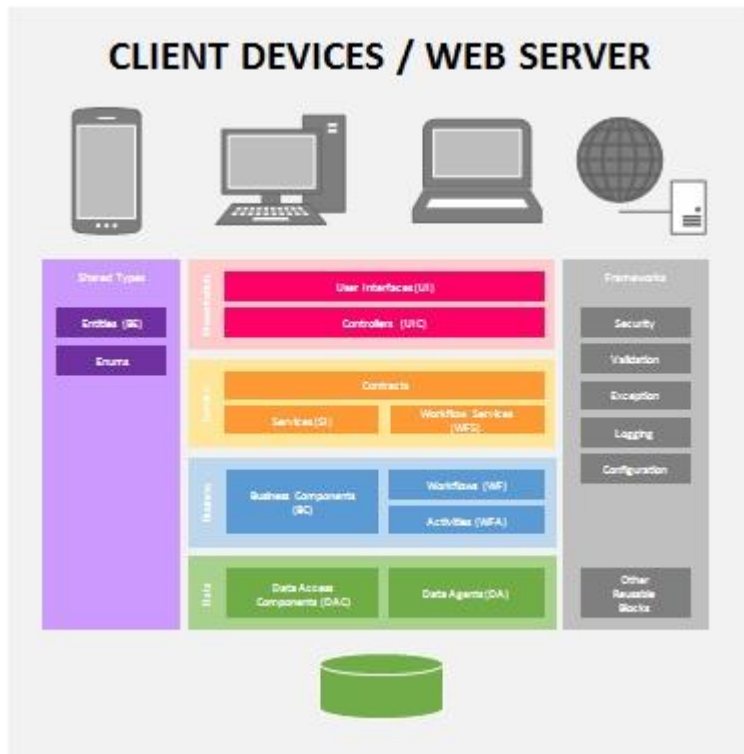 CLIENT DEVICES / WEB SERVER
Shared Types
Entities (BE)
Enums
Presentation
User Interfaces(UI)
Controllers (UIC)
Contracts
Services(SI)
Workflow Services
(WFS)
Business
Business Components
(BC)
Workflows (WF)
Activities (WFA)
Data
Data Access
Components (DAC)
Data Agents(DA)
Frameworks
Security
Validation
Exception
Logging
Configuration
Other
Reusable
Blocks